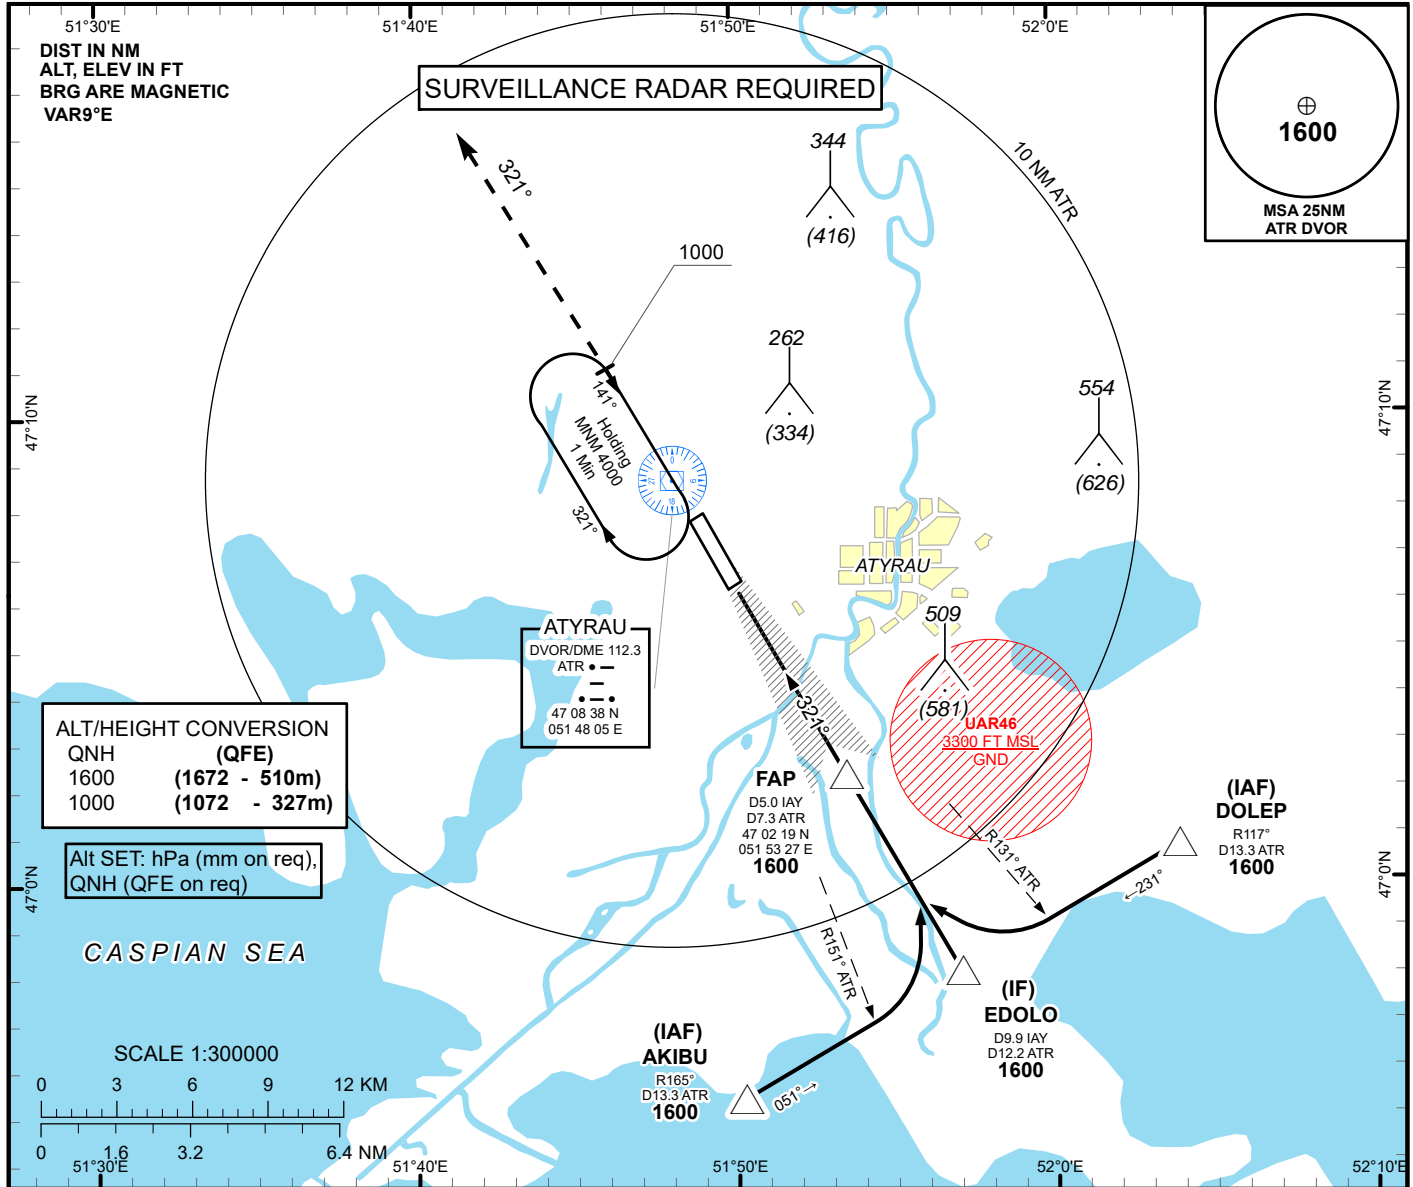 51°30'E
51°40'E
51°50'E
52°0'E
DIST IN NM
ALT, ELEV IN FT
BRG ARE MAGNETIC
VAR9°E
SURVEILLANCE RADAR REQUIRED
1600
MSA 25NM
ATR DVOR
10 NM ATR
321°
344
(416)
1000
262
(334)
554
(626)
47°10'N
47°10'N
141°
Holding
MNM 4000
1 Min
321°
0
9
18
27
ATYRAU
509
(581)
UAR46
3300 FT MSL
GND
ATYRAU
DVOR/DME 112.3
ATR
47 08 38 N
051 48 05 E
321°
ALT/HEIGHT CONVERSION
QNH (QFE)
1600 (1672 - 510m)
1000 (1072 - 327m)
Alt SET: hPa (mm on req),
QNH (QFE on req)
FAP
D5.0 IAY
D7.3 ATR
47 02 19 N
051 53 27 E
1600
(IAF)
DOLEP
R117°
D13.3 ATR
1600
R131° ATR
←231°
47°0'N
47°0'N
CASPIAN SEA
R151° ATR
(IF)
EDOLO
D9.9 IAY
D12.2 ATR
1600
(IAF)
AKIBU
R165°
D13.3 ATR
1600
051°→
SCALE 1:300000
0 3 6 9 12 KM
0 1.6 3.2 6.4 NM
51°30'E
51°40'E
51°50'E
52°0'E
52°10'E